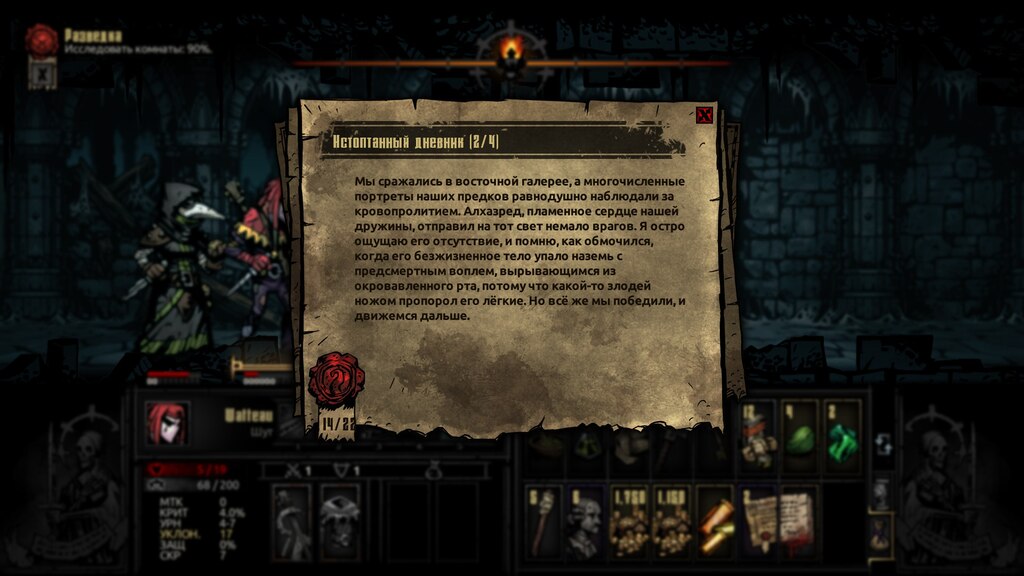 Разведка
Исследовать комнаты: 90%.
Истоптанный дневник (2/4)
Мы сражались в восточной галерее, а многочисленные
портреты наших предков равнодушно наблюдали за
кровопролитием. Алхазред, пламенное сердце нашей
дружины, отправил на тот свет немало врагов. Я остро
ощущаю его отсутствие, и помню, как обмочился,
когда его безжизненное тело упало наземь с
предсмертным воплем, вырывающимся из
окровавленного рта, потому что какой-то злодей
ножом пропорол его лёгкие. Но всё же мы победили, и
движемся дальше.
14/22
12 4 2
Watteau
Шут
5/19
1 1
68/200
МТК 0
КРИТ 4.0%
УРН 4-7
УКЛОН. 17
ЗАЩ 0%
СКР 7
1.750 1.150 2